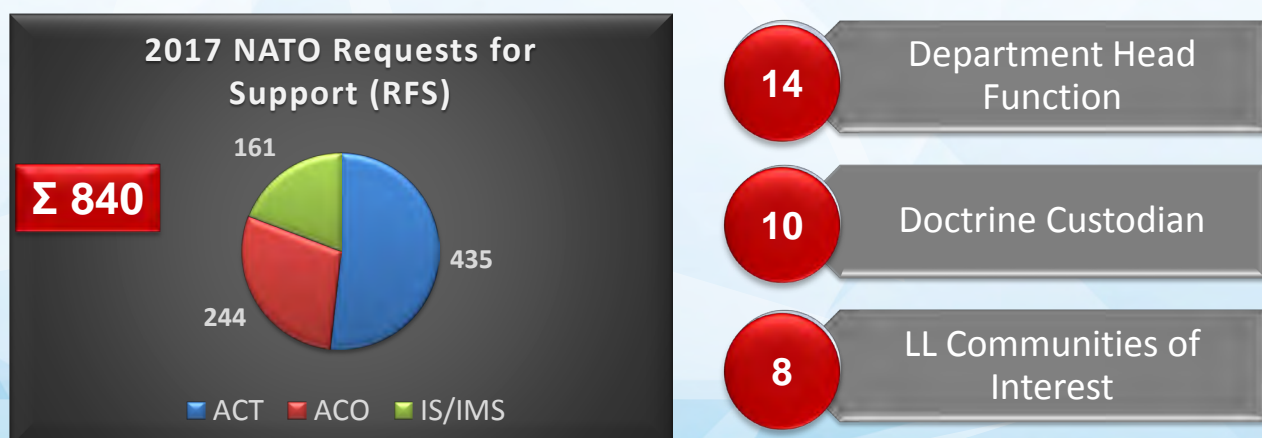 2017 NATO Requests for
Support (RFS)
Σ 840
161
435
244
ACT ACO IS/IMS
14
Department Head
Function
10
Doctrine Custodian
8
LL Communities of
Interest